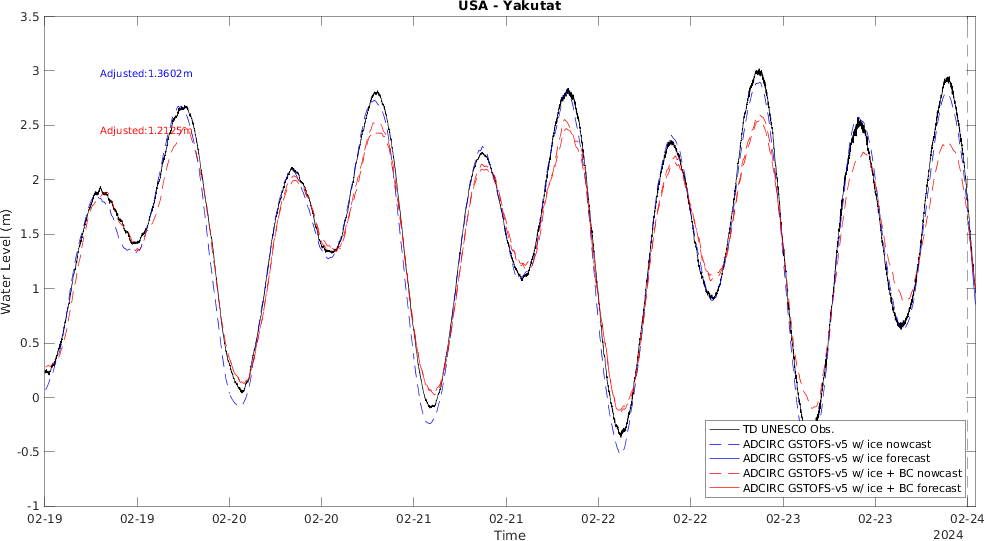 USA - Yakutat
3.5
3
2.5
2
1.5
1
0.5
0
-0.5
-1
Water Level (m)
Adjusted:1.3602m
Adjusted:1.2125m
TD UNESCO Obs.
ADCIRC GSTOFS-v5 w/ ice nowcast
ADCIRC GSTOFS-v5 w/ ice forecast
ADCIRC GSTOFS-v5 w/ ice + BC nowcast
ADCIRC GSTOFS-v5 w/ ice + BC forecast
02-19 02-19 02-20 02-20 02-21 02-21 02-22 02-22 02-23 02-23 02-24
Time
2024